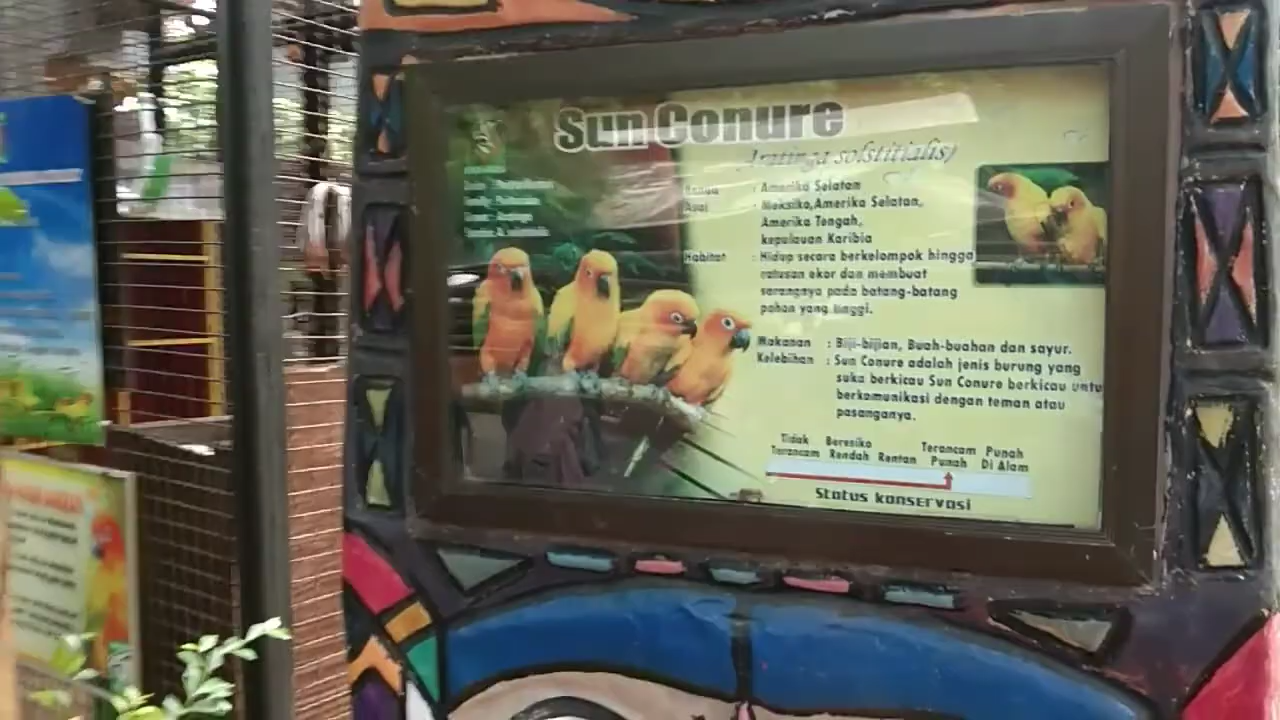 Sun Conure
Aratinga solstitialis)
Benua : Amerika Selatan
Asal : Meksiko,Amerika Selatan,
Amerika Tengah,
kepulauan Karibia
Habitat : Hidup secara berkelompok hingga
ratusan ekor dan membuat
sarangnya pada batang-batang
pohon yang tinggi.
Makanan : Biji-bijian, Buah-buahan dan sayur.
Kelebihan : Sun Conure adalah jenis burung yang
suka berkicau Sun Conure berkicau untu
berkomunikasi dengan teman atau
pasanganya.
Tidak Beresiko Terancam Punah
Terancam Rendah Rentan Punah Di Alam
Status konservasi